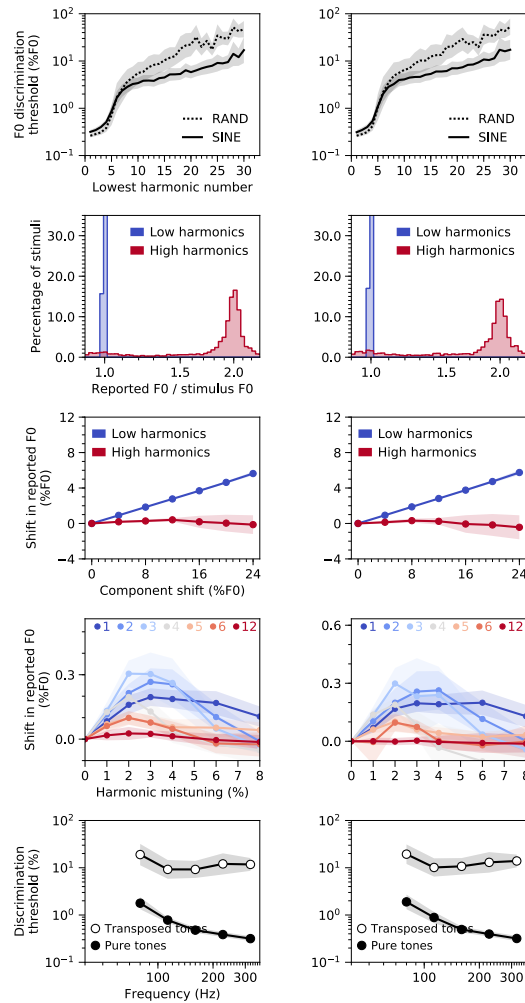 F0 discrimination
threshold (%F0)
10² 10¹ 10⁰ 10⁻¹
RAND
SINE
0 5 10 15 20 25 30
Lowest harmonic number
10² 10¹ 10⁰ 10⁻¹
RAND
SINE
0 5 10 15 20 25 30
Percentage of stimuli
30.0 20.0 10.0 0.0
Low harmonics
High harmonics
1.0 1.5 2.0
Reported F0 / stimulus F0
30.0 20.0 10.0 0.0
Low harmonics
High harmonics
1.0 1.5 2.0
Shift in reported F0
(%F0)
12 8 4 0 −4
Low harmonics
High harmonics
0 4 8 12 16 20 24
Component shift (%F0)
12 8 4 0 −4
Low harmonics
High harmonics
0 4 8 12 16 20 24
Shift in reported F0
(%F0)
0.3 0.0
1 2 3 4 5 6 12
0 1 2 3 4 5 6 7 8
Harmonic mistuning (%)
0.6 0.3 0.0
1 2 3 4 5 6 12
0 1 2 3 4 5 6 7 8
Discrimination
threshold (%)
10² 10¹ 10⁰ 10⁻¹
Transposed tones
Pure tones
100 200 300
Frequency (Hz)
10² 10¹ 10⁰ 10⁻¹
Transposed tones
Pure tones
100 200 300